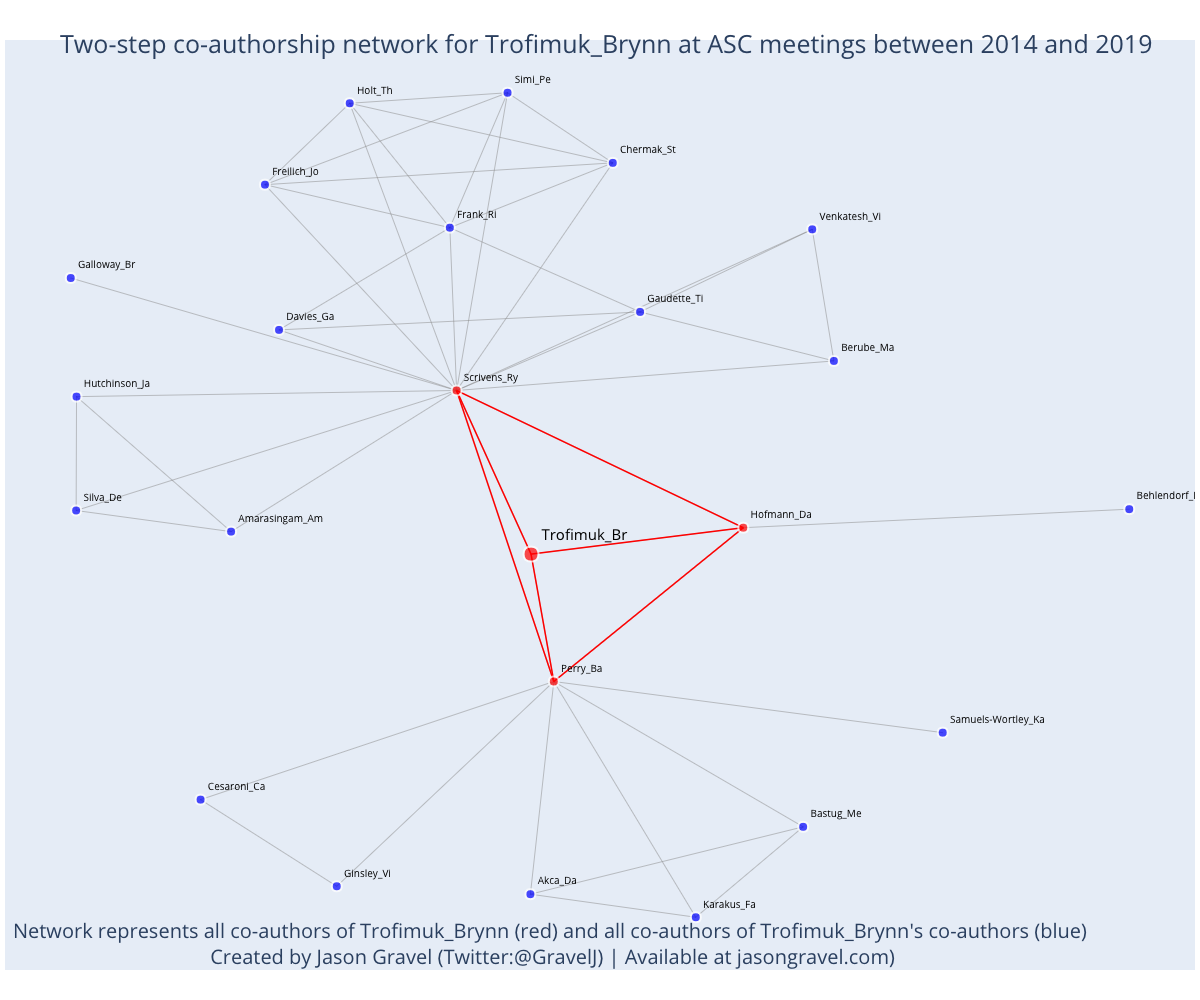 Two-step co-authorship network for Trofimuk_Brynn at ASC meetings between 2014 and 2019
Simi_Pe
Holt_Th
Chermak_St
Freilich_Jo
Frank_Ri
Venkatesh_Vi
Galloway_Br
Gaudette_Ti
Davies_Ga
Berube_Ma
Scrivens_Ry
Hutchinson_Ja
Silva_De
Behlendorf_
Hofmann_Da
Amarasingam_Am
Trofimuk_Br
Perry_Ba
Samuels-Wortley_Ka
Cesaroni_Ca
Bastug_Me
Ginsley_Vi
Akca_Da
Karakus_Fa
Network represents all co-authors of Trofimuk_Brynn (red) and all co-authors of Trofimuk_Brynn's co-authors (blue)
Created by Jason Gravel (Twitter:@GravelJ) | Available at jasongravel.com)